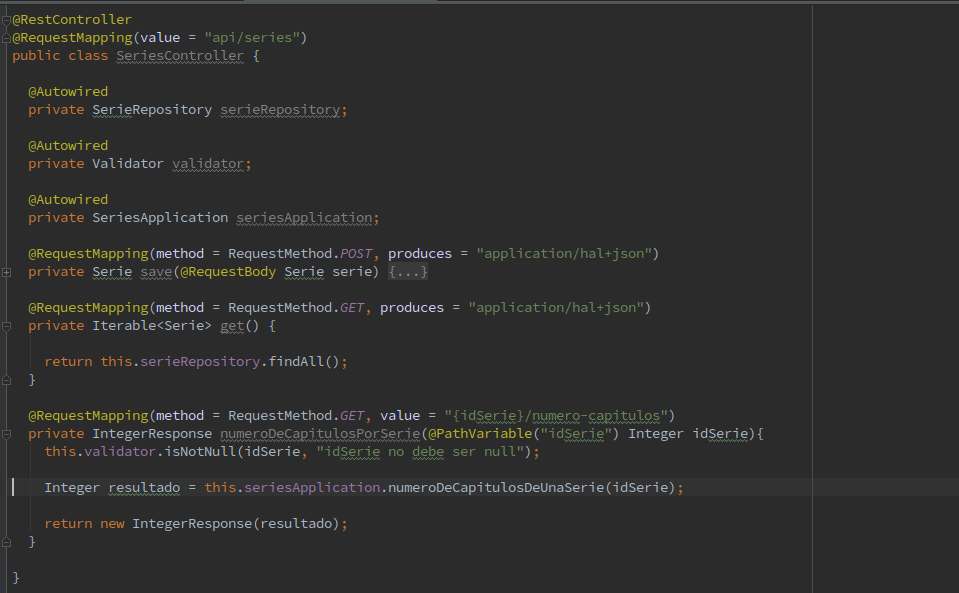 @RestController
@RequestMapping(value = "api/series")
public class SeriesController {
@Autowired
private SerieRepository serieRepository;
@Autowired
private Validator validator;
@Autowired
private SeriesApplication seriesApplication;
@RequestMapping(method = RequestMethod.POST, produces = "application/hal+json")
private Serie save(@RequestBody Serie serie) {...}
@RequestMapping(method = RequestMethod.GET, produces = "application/hal+json")
private Iterable<Serie> get() {
return this.serieRepository.findAll();
}
@RequestMapping(method = RequestMethod.GET, value = "{idSerie}/numero-capitulos")
private IntegerResponse numeroDeCapitulosPorSerie(@PathVariable("idSerie") Integer idSerie){
this.validator.isNotNull(idSerie, "idSerie no debe ser null");
Integer resultado = this.seriesApplication.numeroDeCapitulosDeUnaSerie(idSerie);
return new IntegerResponse(resultado);
}
}